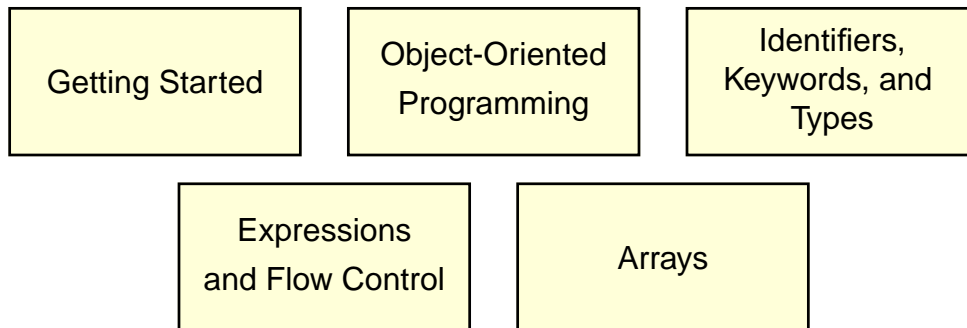 Getting Started
Object-Oriented
Programming
Identifiers,
Keywords, and
Types
Expressions
and Flow Control
Arrays